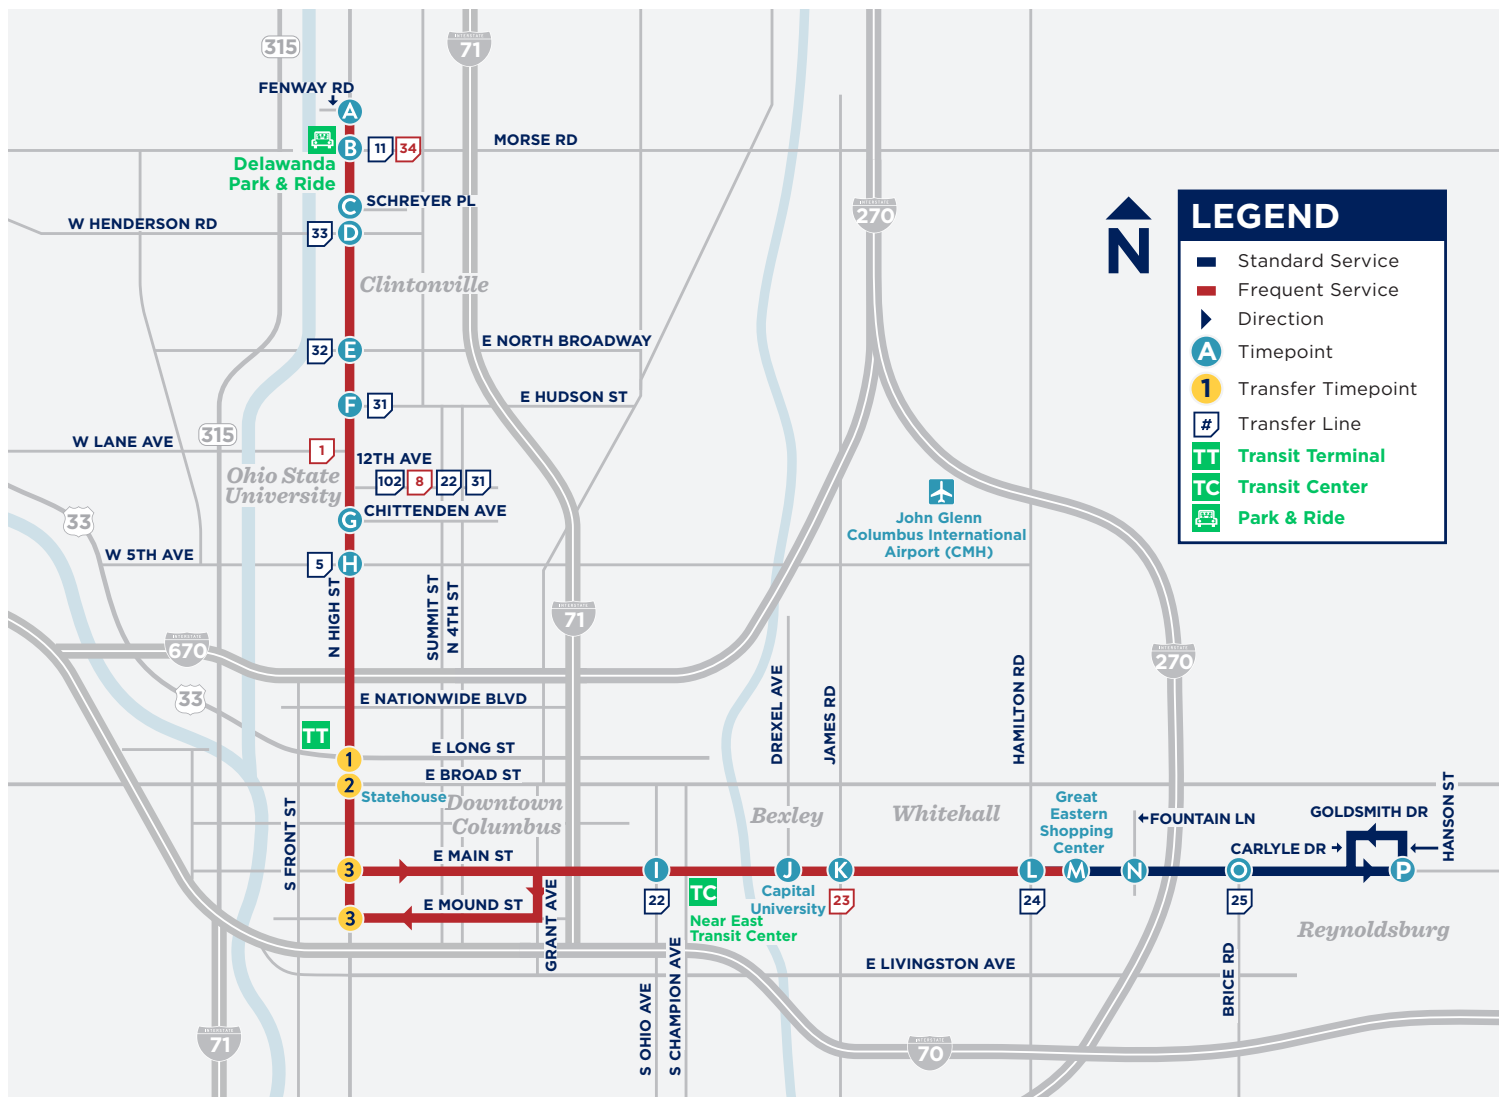 315
INTERSTATE
71
FENWAY RD
A
B
11
34
MORSE RD
Delawanda
Park & Ride
C
SCHREYER PL
W HENDERSON RD
33
D
INTERSTATE
270
N
LEGEND
Standard Service
Frequent Service
Direction
A
Timepoint
1
Transfer Timepoint
#
Transfer Line
TT
Transit Terminal
TC
Transit Center
Park & Ride
Clintonville
32
E
E NORTH BROADWAY
F
31
E HUDSON ST
315
W LANE AVE
1
12TH AVE
Ohio State
University
102
8
22
31
33
G
CHITTENDEN AVE
John Glenn
Columbus International
Airport (CMH)
W 5TH AVE
5
H
N HIGH ST
SUMMIT ST
N 4TH ST
INTERSTATE
71
INTERSTATE
670
INTERSTATE
270
33
E NATIONWIDE BLVD
DREXEL AVE
JAMES RD
HAMILTON RD
TT
1
E LONG ST
2
E BROAD ST
Statehouse
Downtown
Columbus
Bexley
Whitehall
Great
Eastern
Shopping
Center
FOUNTAIN LN
GOLDSMITH DR
HANSON ST
CARLYLE DR
S FRONT ST
3
E MAIN ST
I
J
K
L
M
N
O
P
22
TC
Capital
University
23
24
25
3
E MOUND ST
GRANT AVE
Near East
Transit Center
Reynoldsburg
E LIVINGSTON AVE
S OHIO AVE
S CHAMPION AVE
BRICE RD
INTERSTATE
71
INTERSTATE
70